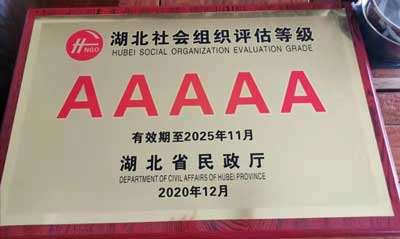 NGO
湖北社会组织评估等级
HUBEI SOCIAL ORGANIZATION EVALUATION GRADE
AAAAA
有效期至2025年11月
湖北省民政厅
DEPARTMENT OF CIVIL AFFAIRS OF HUBEI PROVINCE
2020年12月